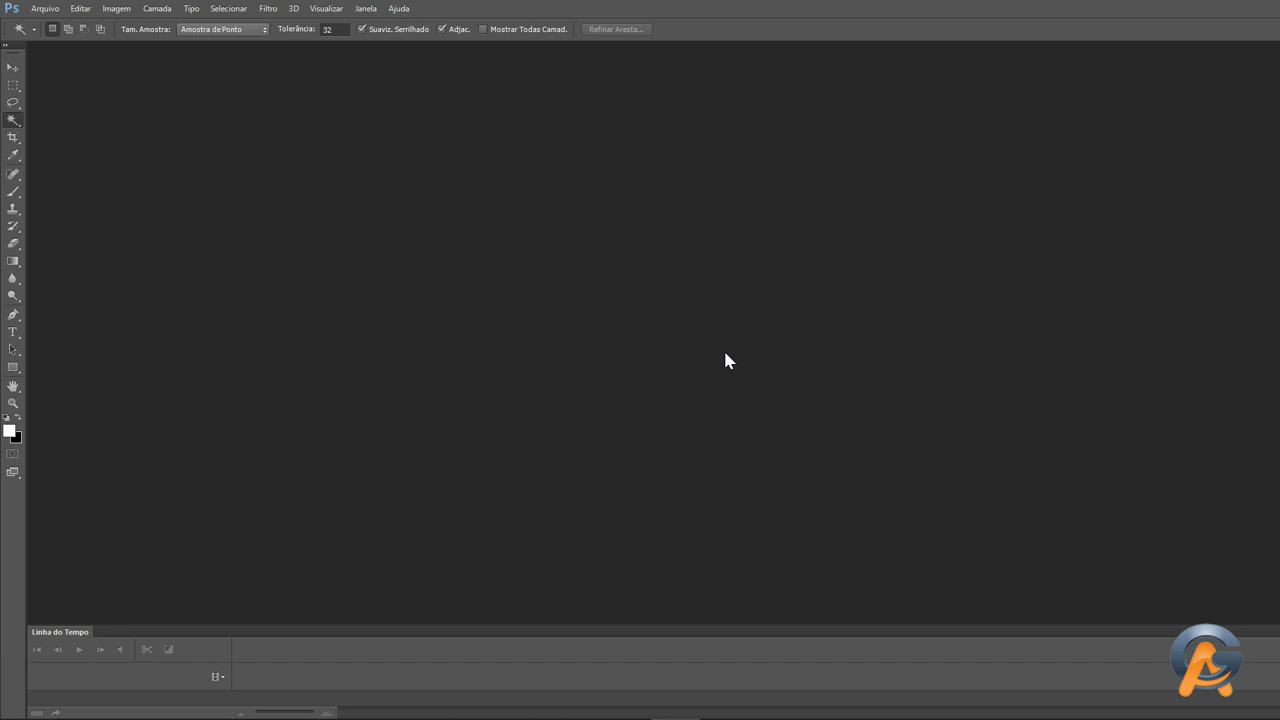 Ps Arquivo Editar Imagem Camada Tipo Selecionar Filtro 3D Visualizar Janela Ajuda
Tam. Amostra: Amostra de Ponto Tolerância: 32 Suaviz. Serrilhado Adjac. Mostrar Todas Camad. Refinar Aresta...
T
Linha do Tempo